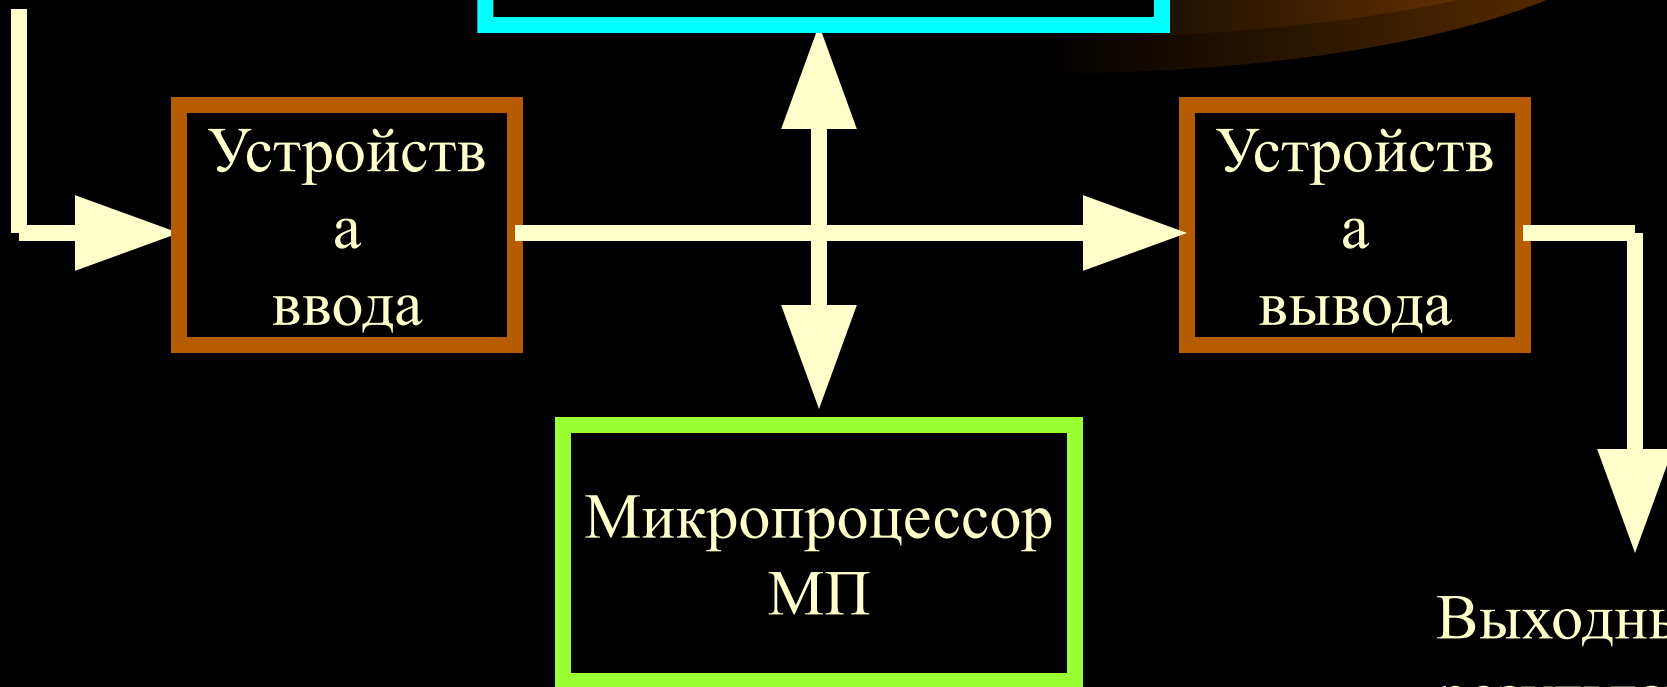 Устройств
а
ввода
Устройств
а
вывода
Микропроцессор
МП